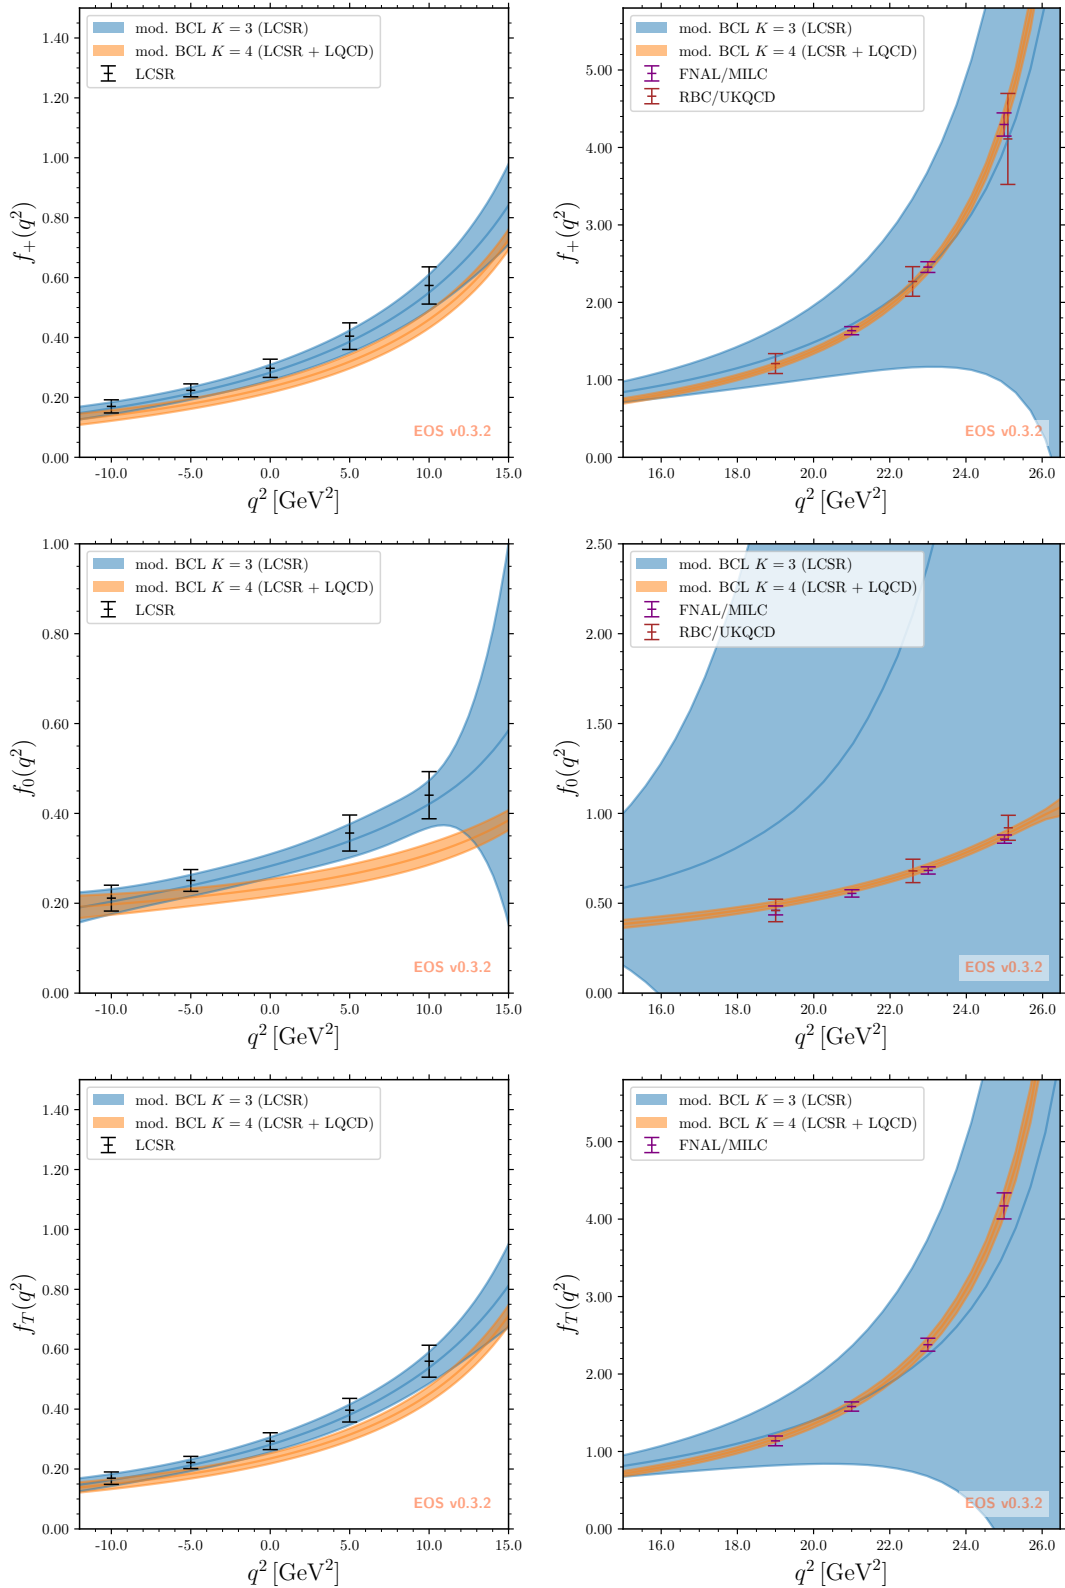 mod. BCL K = 3 (LCSR)
mod. BCL K = 4 (LCSR + LQCD)
LCSR
f₊(q²)
1.40
1.20
1.00
0.80
0.60
0.40
0.20
0.00
EOS v0.3.2
-10.0 -5.0 0.0 5.0 10.0 15.0
q² [GeV²]
mod. BCL K = 3 (LCSR)
mod. BCL K = 4 (LCSR + LQCD)
FNAL/MILC
RBC/UKQCD
f₊(q²)
5.00
4.00
3.00
2.00
1.00
0.00
EOS v0.3.2
16.0 18.0 20.0 22.0 24.0 26.0
q² [GeV²]
mod. BCL K = 3 (LCSR)
mod. BCL K = 4 (LCSR + LQCD)
LCSR
f₀(q²)
1.00
0.80
0.60
0.40
0.20
0.00
EOS v0.3.2
-10.0 -5.0 0.0 5.0 10.0 15.0
q² [GeV²]
mod. BCL K = 3 (LCSR)
mod. BCL K = 4 (LCSR + LQCD)
FNAL/MILC
RBC/UKQCD
f₀(q²)
2.50
2.00
1.50
1.00
0.50
0.00
EOS v0.3.2
16.0 18.0 20.0 22.0 24.0 26.0
q² [GeV²]
mod. BCL K = 3 (LCSR)
mod. BCL K = 4 (LCSR + LQCD)
LCSR
f_T(q²)
1.40
1.20
1.00
0.80
0.60
0.40
0.20
0.00
EOS v0.3.2
-10.0 -5.0 0.0 5.0 10.0 15.0
q² [GeV²]
mod. BCL K = 3 (LCSR)
mod. BCL K = 4 (LCSR + LQCD)
FNAL/MILC
f_T(q²)
5.00
4.00
3.00
2.00
1.00
0.00
EOS v0.3.2
16.0 18.0 20.0 22.0 24.0 26.0
q² [GeV²]